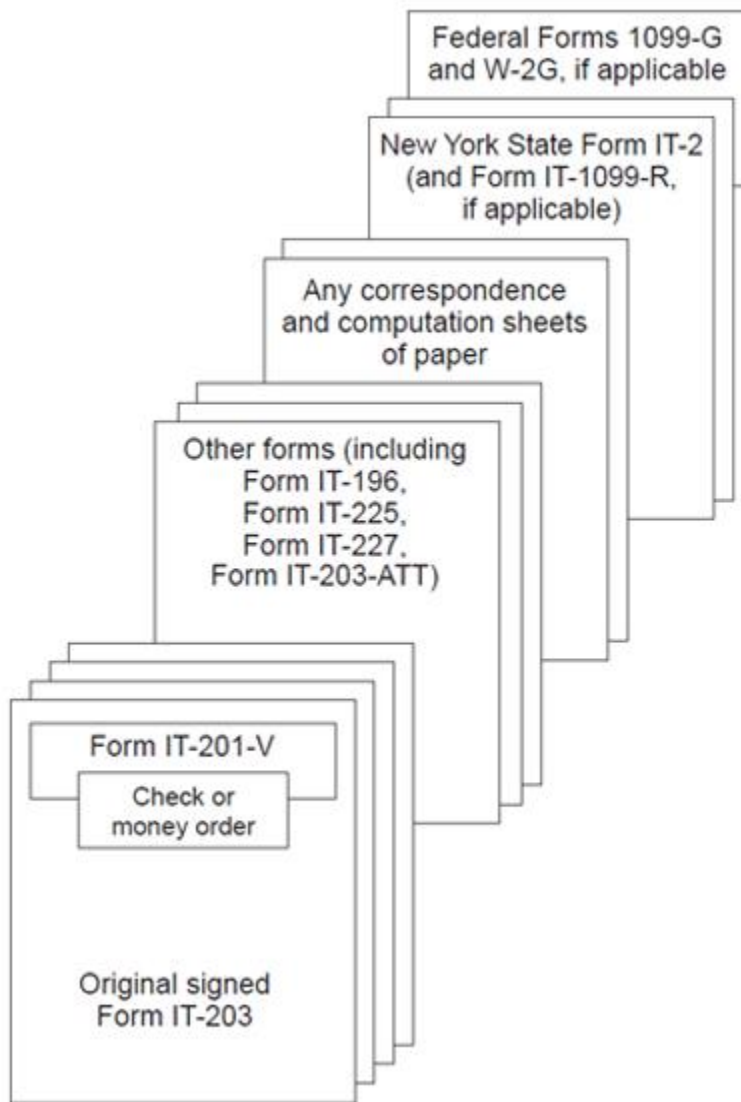 Federal Forms 1099-G
and W-2G, if applicable
New York State Form IT-2
(and Form IT-1099-R,
if applicable)
Any correspondence
and computation sheets
of paper
Other forms (including
Form IT-196,
Form IT-225,
Form IT-227,
Form IT-203-ATT)
Form IT-201-V
Check or
money order
Original signed
Form IT-203